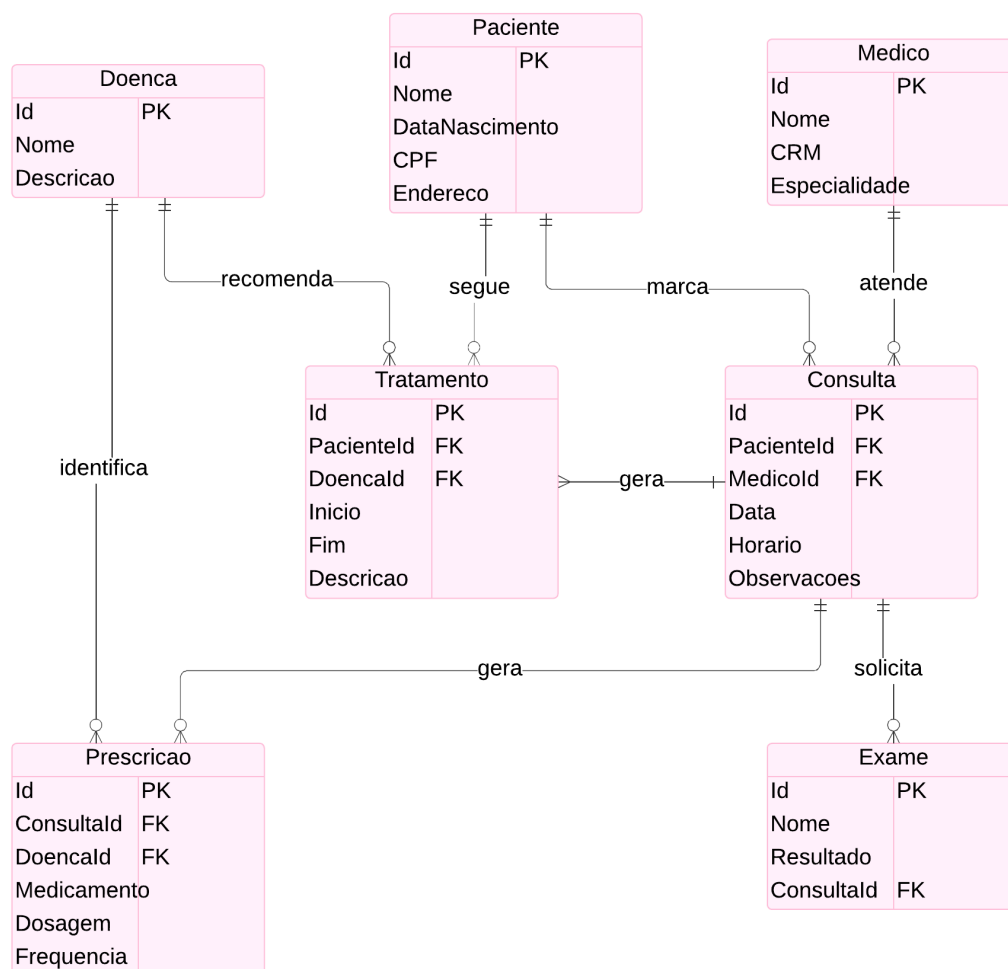 Paciente
Id PK
Nome
DataNascimento
CPF
Endereco
Medico
Id PK
Nome
CRM
Especialidade
Doenca
Id PK
Nome
Descricao
recomenda
segue
marca
atende
Tratamento
Id PK
PacienteId FK
DoencaId FK
Inicio
Fim
Descricao
Consulta
Id PK
PacienteId FK
MedicoId FK
Data
Horario
Observacoes
identifica
gera
gera
solicita
Prescricao
Id PK
ConsultaId FK
DoencaId FK
Medicamento
Dosagem
Frequencia
Exame
Id PK
Nome
Resultado
ConsultaId FK